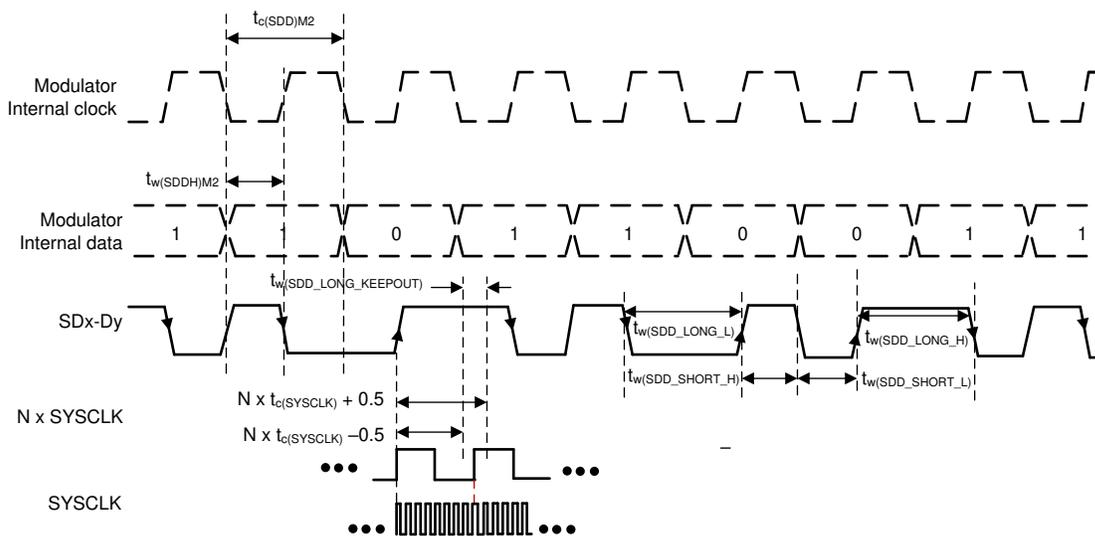 tc(SDD)M2
Modulator
Internal clock
tw(SDDH)M2
Modulator
Internal data
1 1 0 1 1 0 0 1 1
tw(SDD_LONG_KEEPOUT)
SDx-Dy
tw(SDD_LONG_L)
tw(SDD_LONG_H)
tw(SDD_SHORT_H)
tw(SDD_SHORT_L)
N x tc(SYSCLK) + 0.5
N x SYSCLK
N x tc(SYSCLK) –0.5
SYSCLK